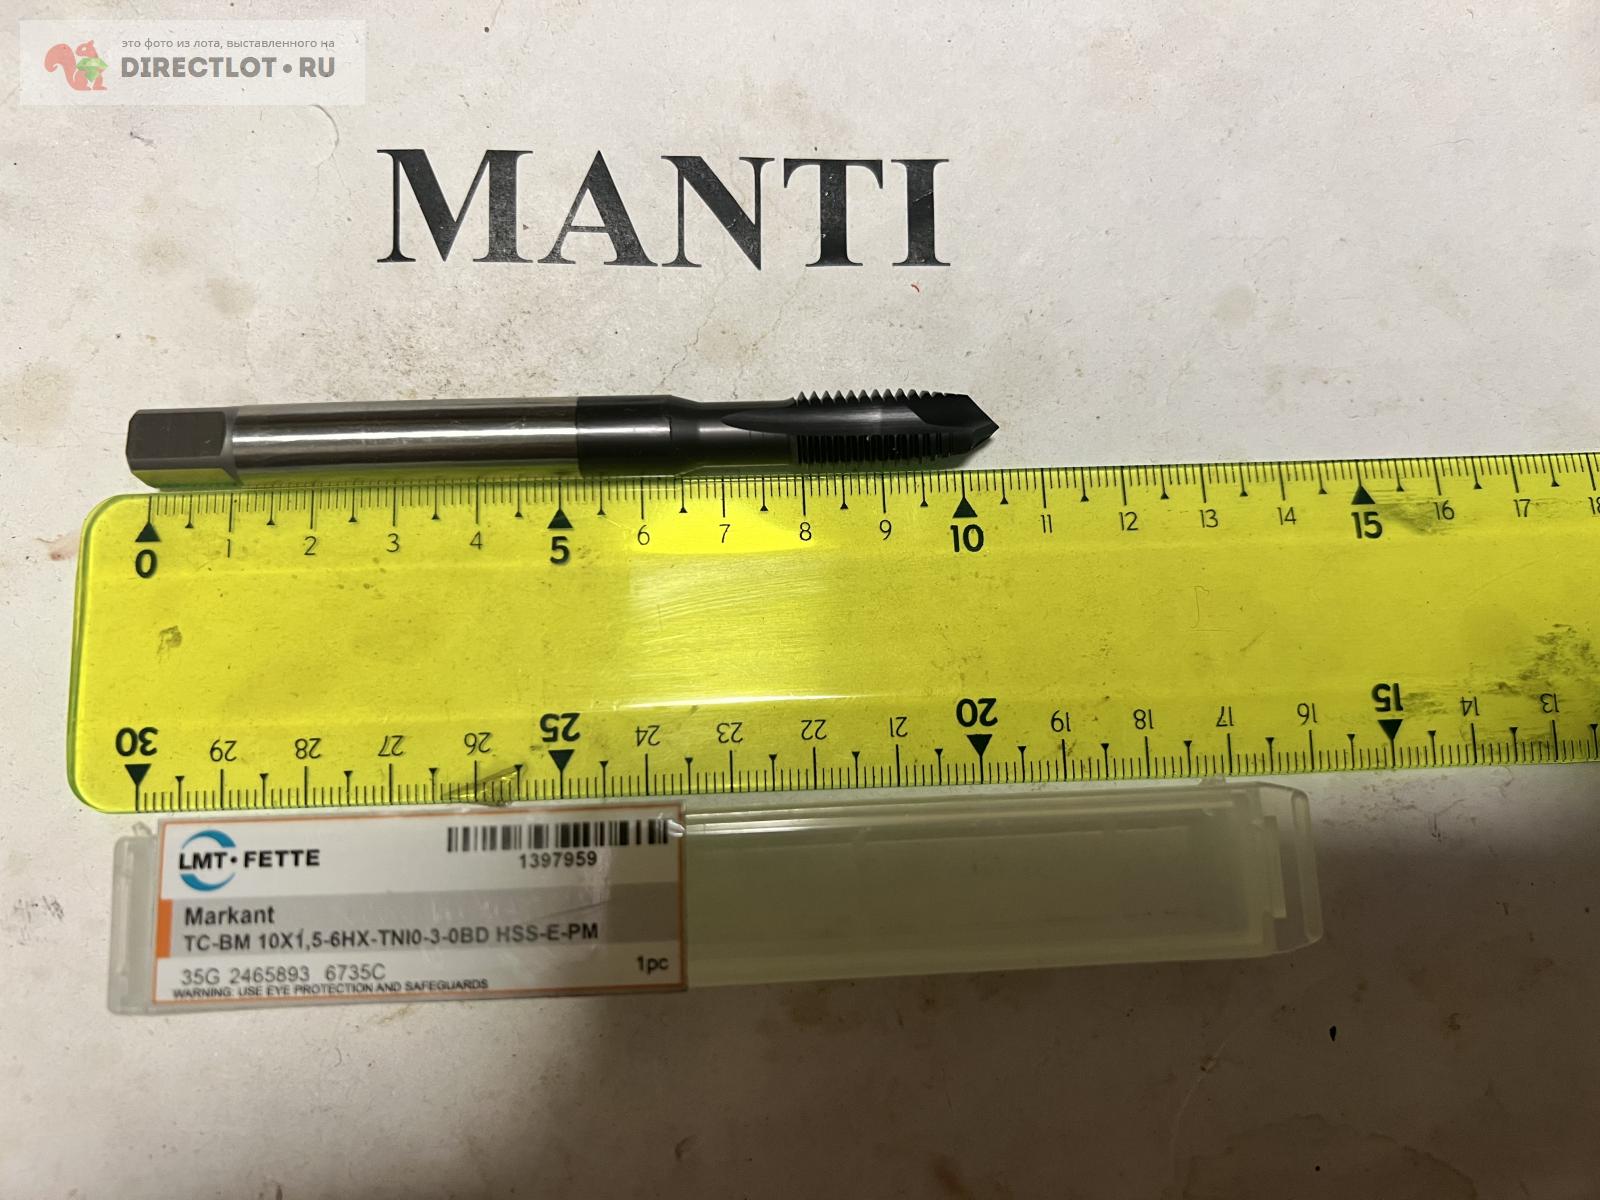 это фото из лота, выставленного на
DIRECTLOT•RU
MANTI
0 1 2 3 4 5 6 7 8 9 10 11 12 13 14 15 16 17 18
30 29 28 27 26 25 24 23 22 21 20 19 18 17 16 15 14 13
LMT•FETTE
1397959
Markant
TC-BM 10X1,5-6HX-TNI0-3-0BD HSS-E-PM
35G 2465893 6735C
1pc
WARNING: USE EYE PROTECTION AND SAFEGUARDS